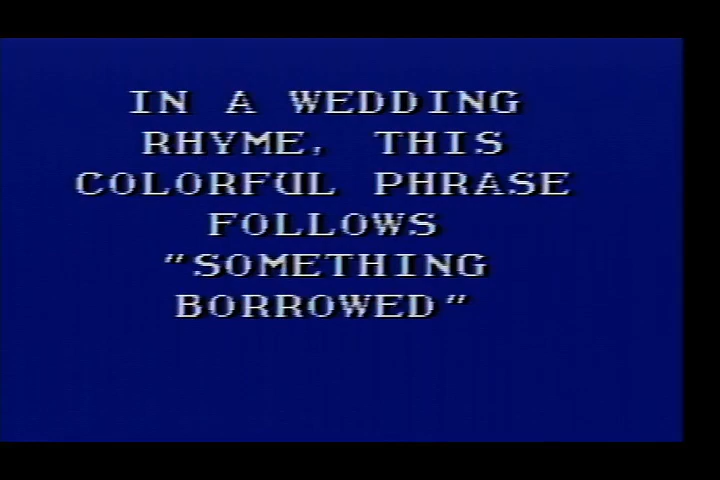 IN A WEDDING
RHYME, THIS
COLORFUL PHRASE
FOLLOWS
"SOMETHING
BORROWED"